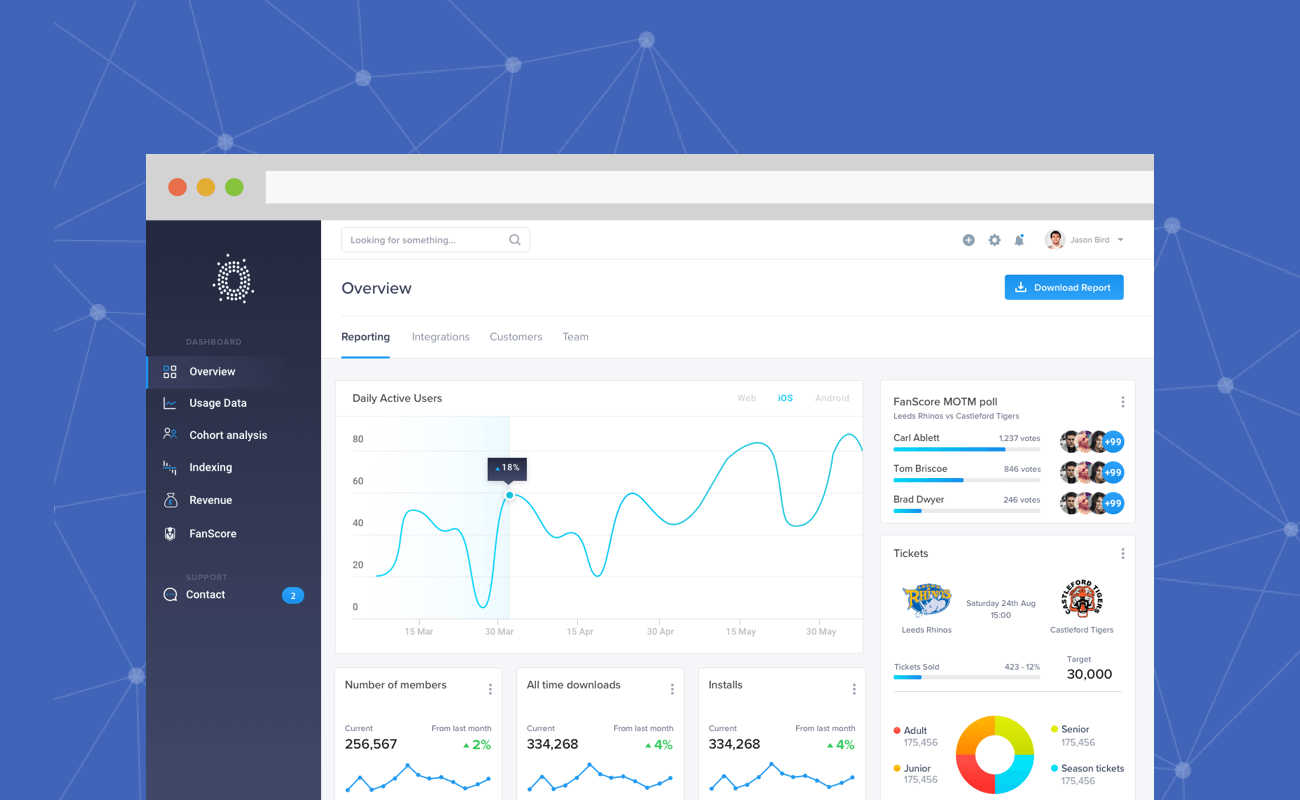 Looking for something...
Jason Bird
Overview
Download Report
Reporting
Integrations
Customers
Team
DASHBOARD
Overview
Usage Data
Cohort analysis
Indexing
Revenue
FanScore
SUPPORT
Contact
2
Daily Active Users
Web
iOS
Android
80
60
40
20
0
18%
15 Mar
30 Mar
15 Apr
30 Apr
15 May
30 May
FanScore MOTM poll
Leeds Rhinos vs Castleford Tigers
Carl Ablett
1,237 votes
+99
Tom Briscoe
846 votes
+99
Brad Dwyer
246 votes
+99
Tickets
RHINOS
CASTLEFORD TIGERS
Saturday 24th Aug
15:00
Leeds Rhinos
Castleford Tigers
Tickets Sold
423 - 12%
Target
30,000
Adult
175,456
Junior
175,456
Senior
175,456
Season tickets
175,456
Number of members
Current
From last month
256,567
2%
All time downloads
Current
From last month
334,268
4%
Installs
Current
From last month
334,268
4%